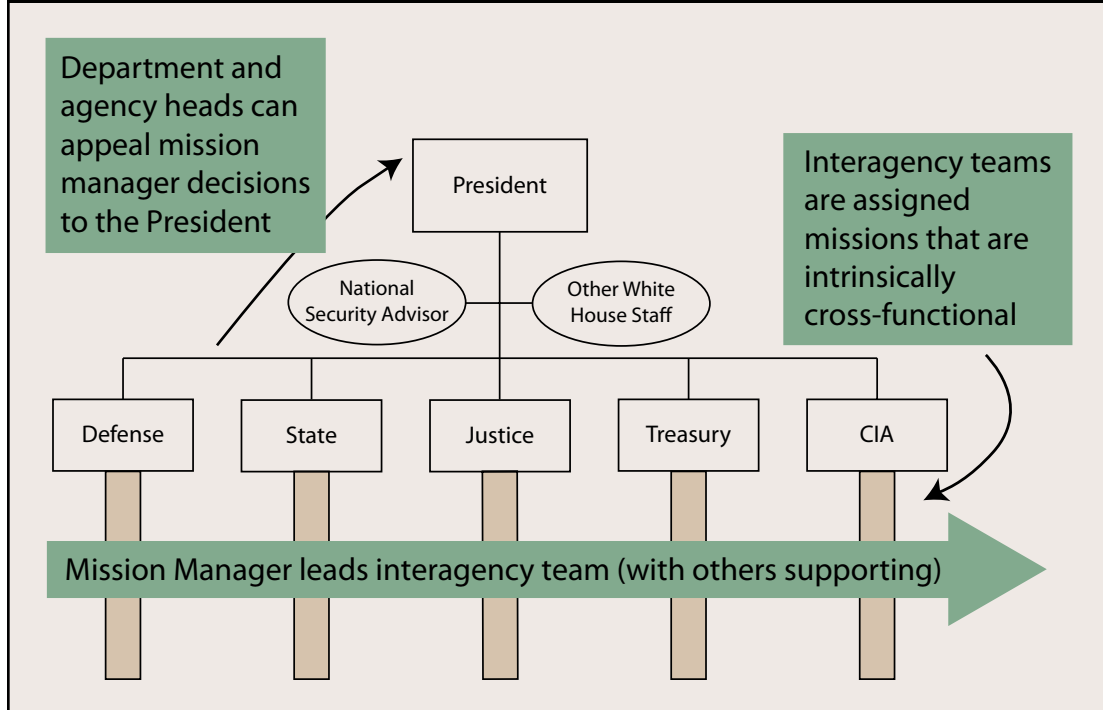 Department and
agency heads can
appeal mission
manager decisions
to the President
President
Interagency teams
are assigned
missions that are
intrinsically
cross-functional
National
Security Advisor
Other White
House Staff
Defense
State
Justice
Treasury
CIA
Mission Manager leads interagency team (with others supporting)